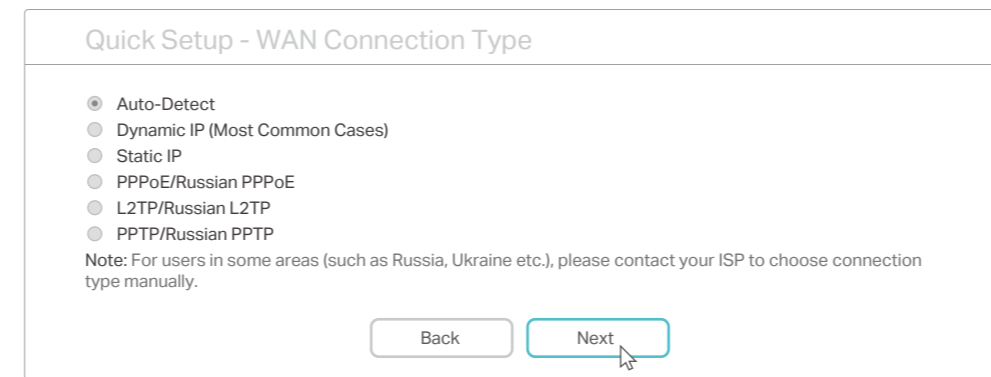 Quick Setup - WAN Connection Type
Auto-Detect
Dynamic IP (Most Common Cases)
Static IP
PPPoE/Russian PPPoE
L2TP/Russian L2TP
PPTP/Russian PPTP
Note: For users in some areas (such as Russia, Ukraine etc.), please contact your ISP to choose connection
type manually.
Back
Next